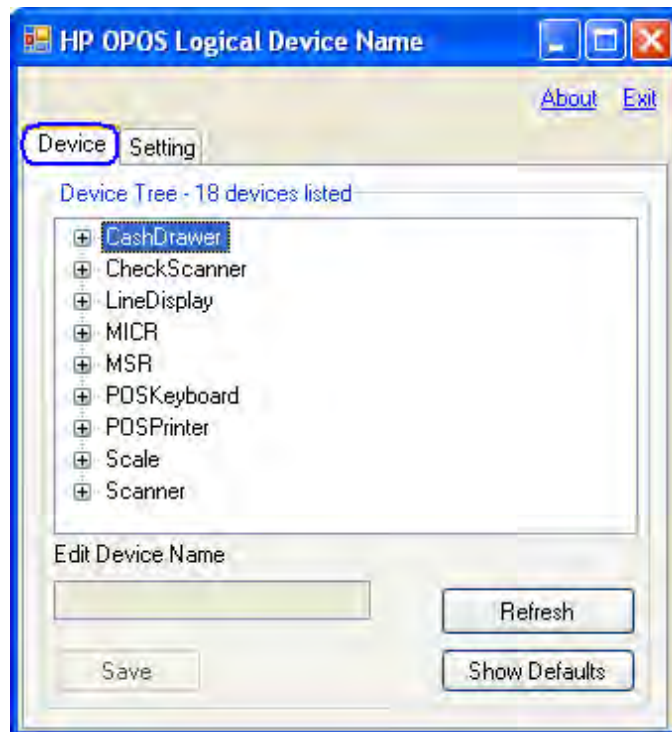 HP OPOS Logical Device Name
About Exit
Device Setting
Device Tree - 18 devices listed
CashDrawer
CheckScanner
LineDisplay
MICR
MSR
POSKeyboard
POSPrinter
Scale
Scanner
Edit Device Name
Refresh
Save Show Defaults